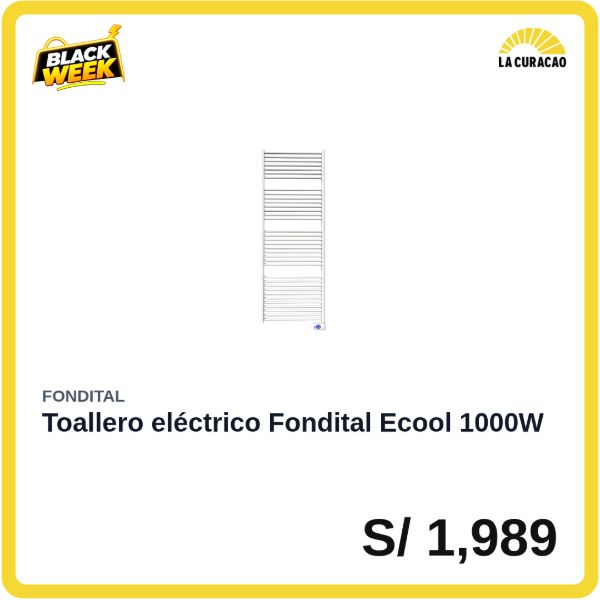 BLACK
WEEK
LA CURACAO
FONDITAL
Toallero eléctrico Fondital Ecool 1000W
S/ 1,989